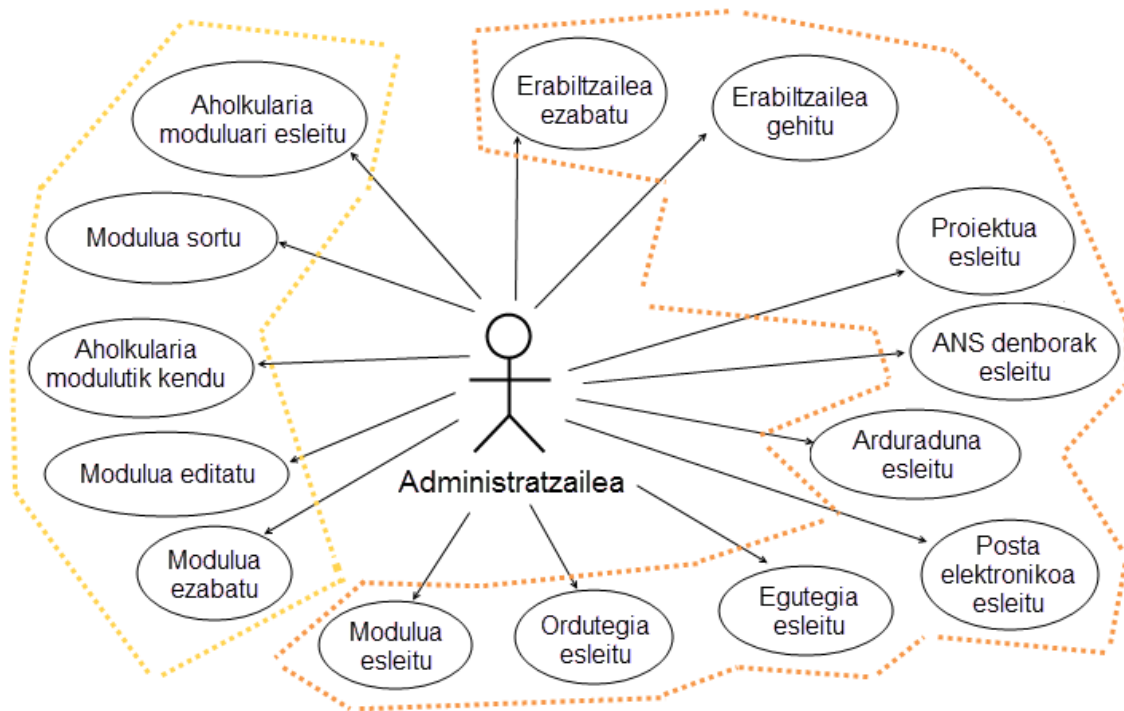 Aholkularia
moduluari esleitu
Erabiltzailea
ezabatu
Erabiltzailea
gehitu
Modulua sortu
Proiektua
esleitu
Aholkularia
modulutik kendu
ANS denborak
esleitu
Modulua editatu
Administratzailea
Arduraduna
esleitu
Modulua
ezabatu
Posta
elektronikoa
esleitu
Modulua
esleitu
Ordutegia
esleitu
Egutegia
esleitu